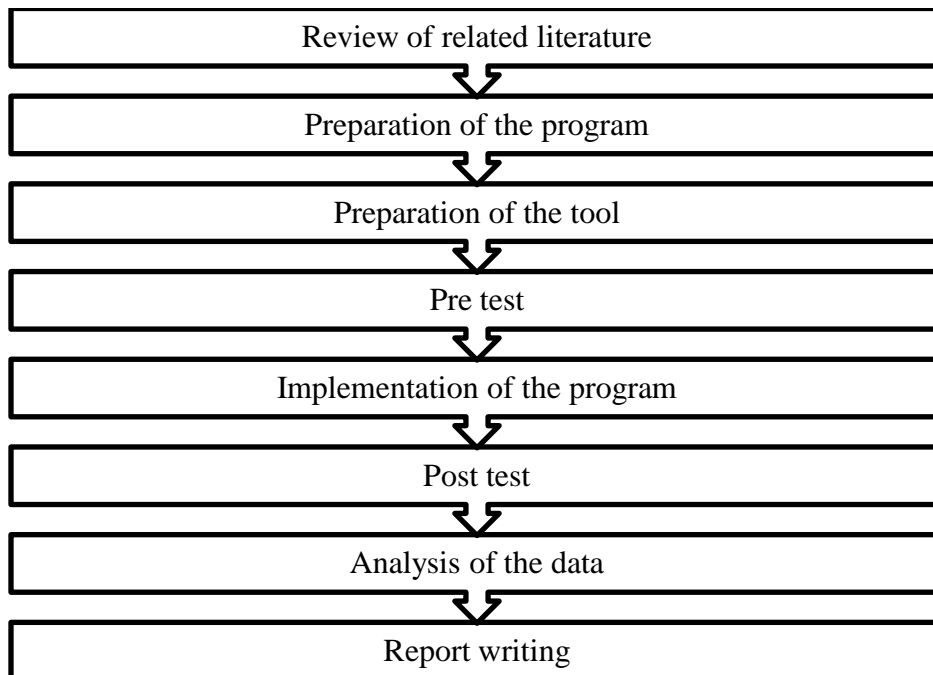 Review of related literature
Preparation of the program
Preparation of the tool
Pre test
Implementation of the program
Post test
Analysis of the data
Report writing